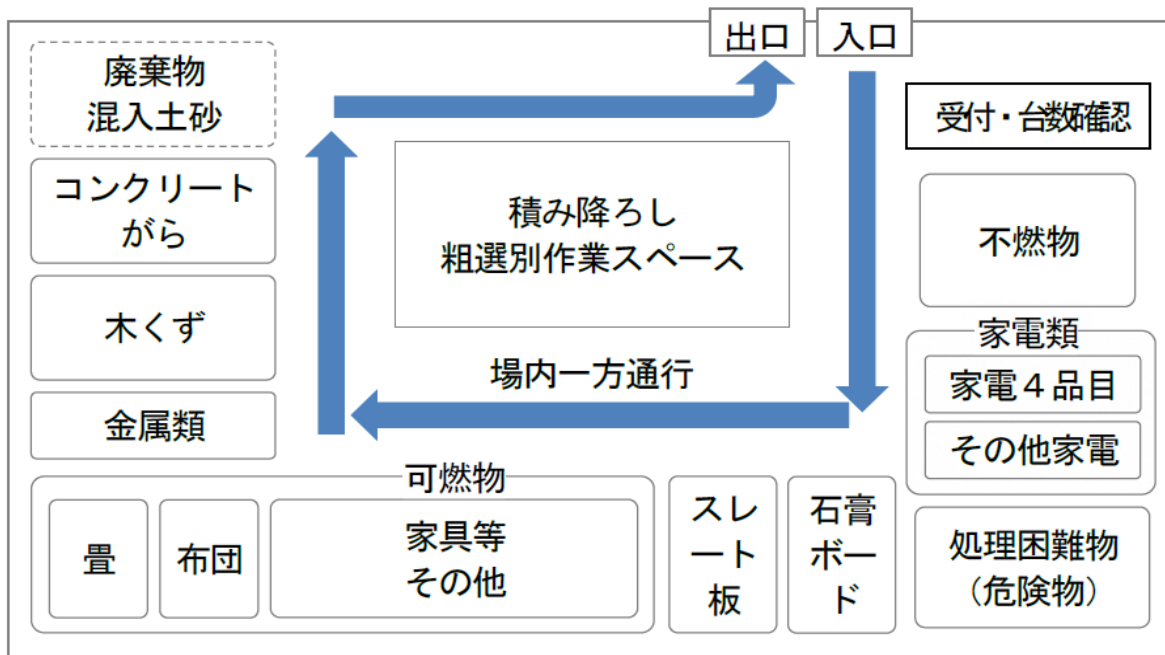 出口
入口
廃棄物
混入土砂
受付・台数確認
コンクリート
がら
積み降ろし
粗選別作業スペース
不燃物
木くず
家電類
場内一方通行
家電４品目
金属類
その他家電
可燃物
畳
布団
家具等
その他
スレ
ート
板
石膏
ボー
ド
処理困難物
（危険物）